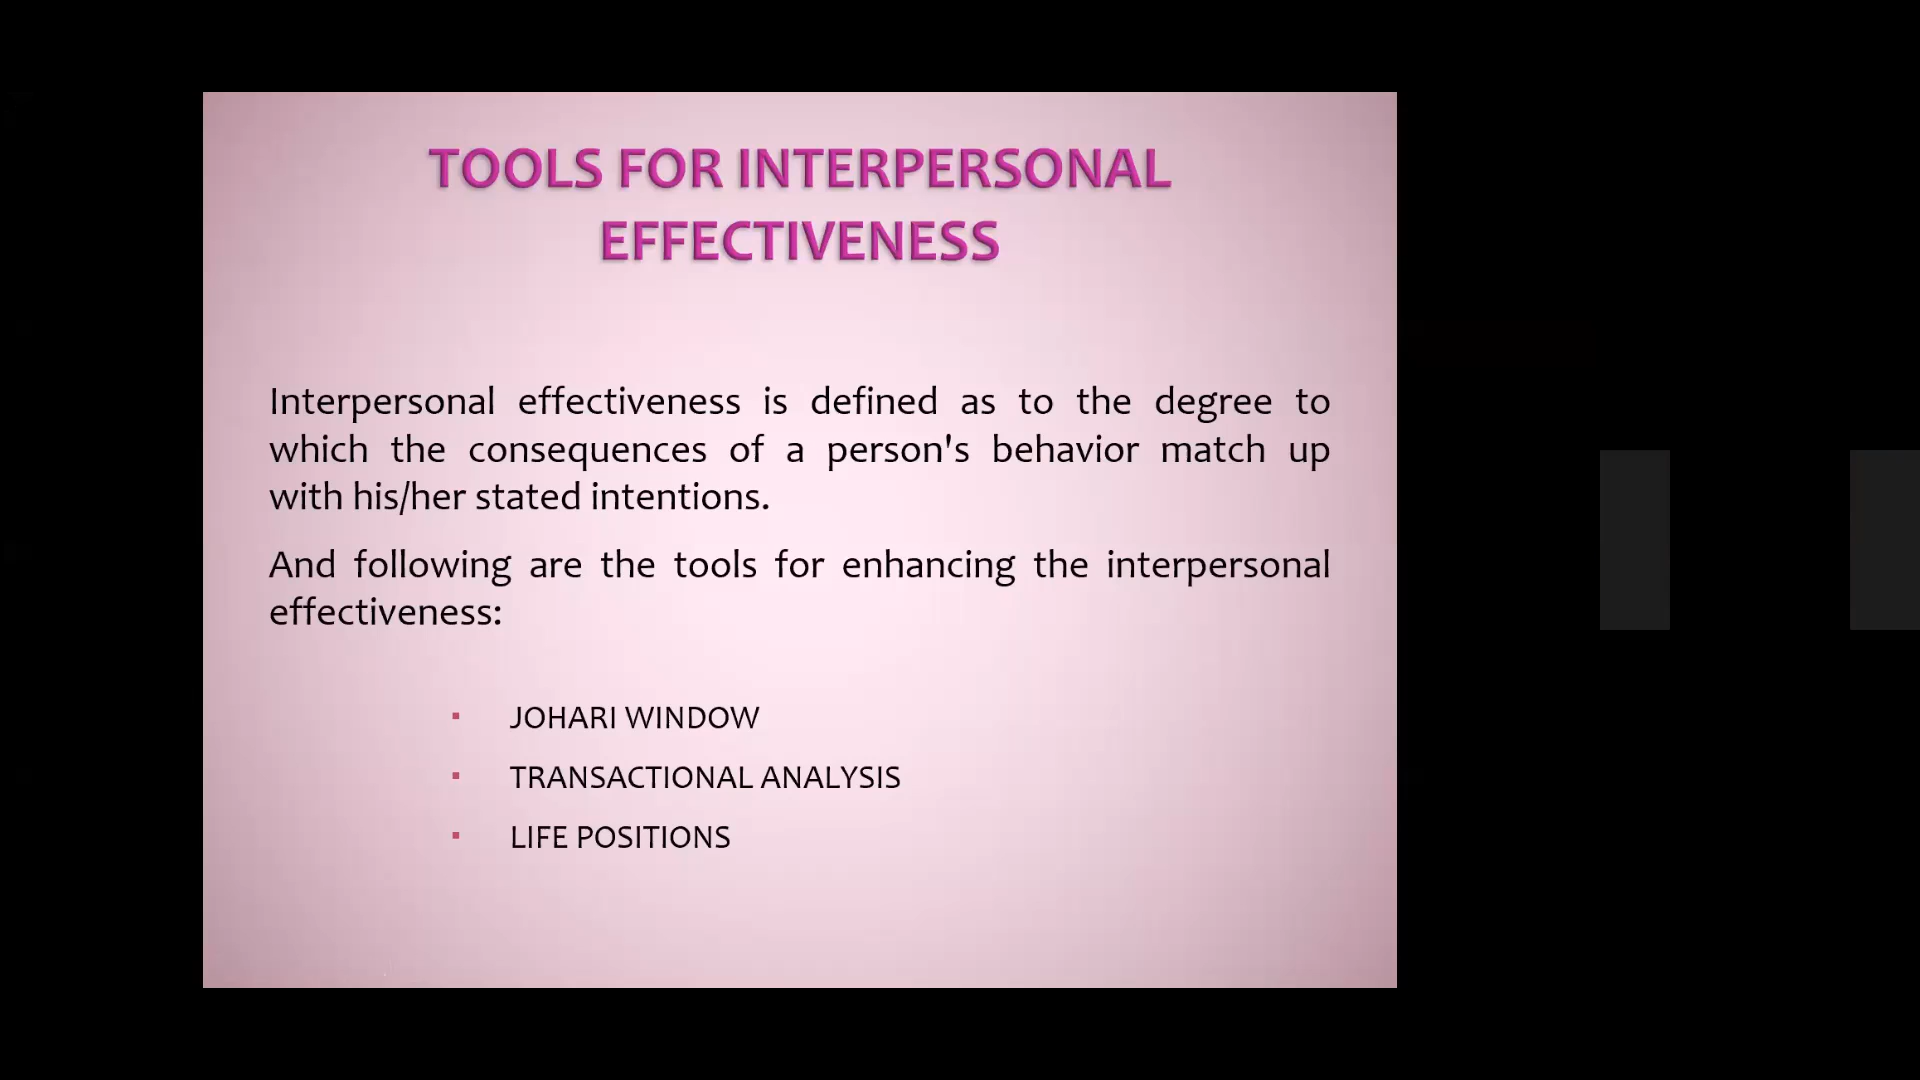 TOOLS FOR INTERPERSONAL
EFFECTIVENESS
Interpersonal effectiveness is defined as to the degree to
which the consequences of a person's behavior match up
with his/her stated intentions.
And following are the tools for enhancing the interpersonal
effectiveness:
▪ JOHARI WINDOW
▪ TRANSACTIONAL ANALYSIS
▪ LIFE POSITIONS